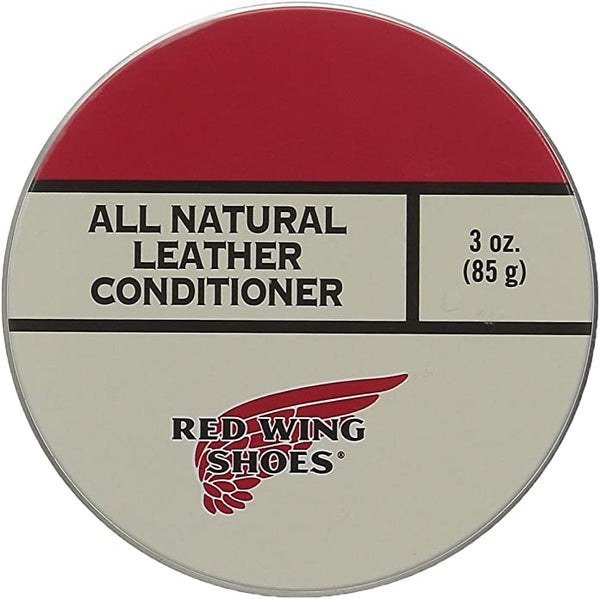 ALL NATURAL
LEATHER
CONDITIONER
3 oz.
(85 g)
RED WING
SHOES®